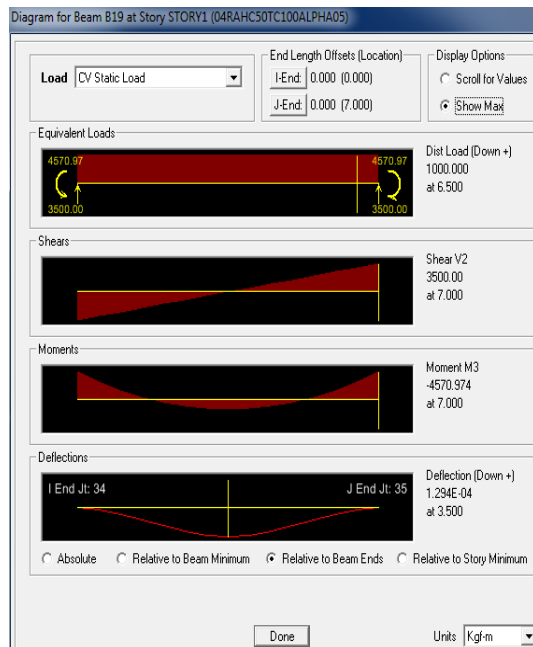 Diagram for Beam B19 at Story STORY1 (04RAHC50TC100ALPHA05)
Load CV Static Load
End Length Offsets (Location)
I-End: 0.000 (0.000)
J-End: 0.000 (7.000)
Display Options
Scroll for Values
Show Max
Equivalent Loads
4570.97 4570.97
3500.00 3500.00
Dist Load (Down +)
1000.000
at 6.500
Shears
Shear V2
3500.00
at 7.000
Moments
Moment M3
-4570.974
at 7.000
Deflections
I End Jt: 34 J End Jt: 35
Deflection (Down +)
1.294E-04
at 3.500
Absolute Relative to Beam Minimum Relative to Beam Ends Relative to Story Minimum
Done Units Kgf-m